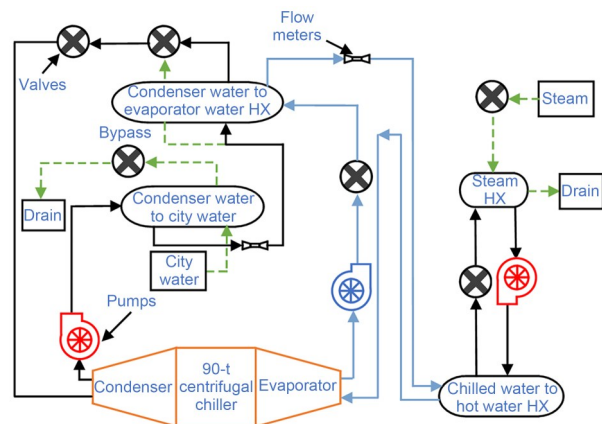 Flow
meters
Valves
Condenser water to
evaporator water HX
Steam
Bypass
Steam
HX
Drain
Condenser water
to city water
Drain
City
water
Pumps
Condenser
90-t
centrifugal
chiller
Evaporator
Chilled water to
hot water HX